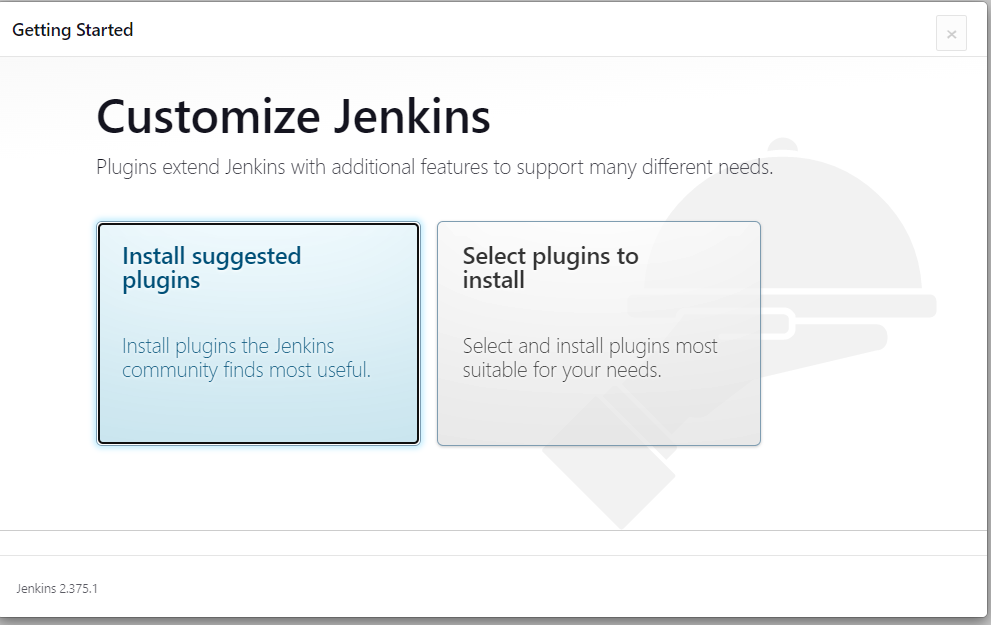 Getting Started
×
Customize Jenkins
Plugins extend Jenkins with additional features to support many different needs.
Install suggested
plugins
Install plugins the Jenkins
community finds most useful.
Select plugins to
install
Select and install plugins most
suitable for your needs.
Jenkins 2.375.1